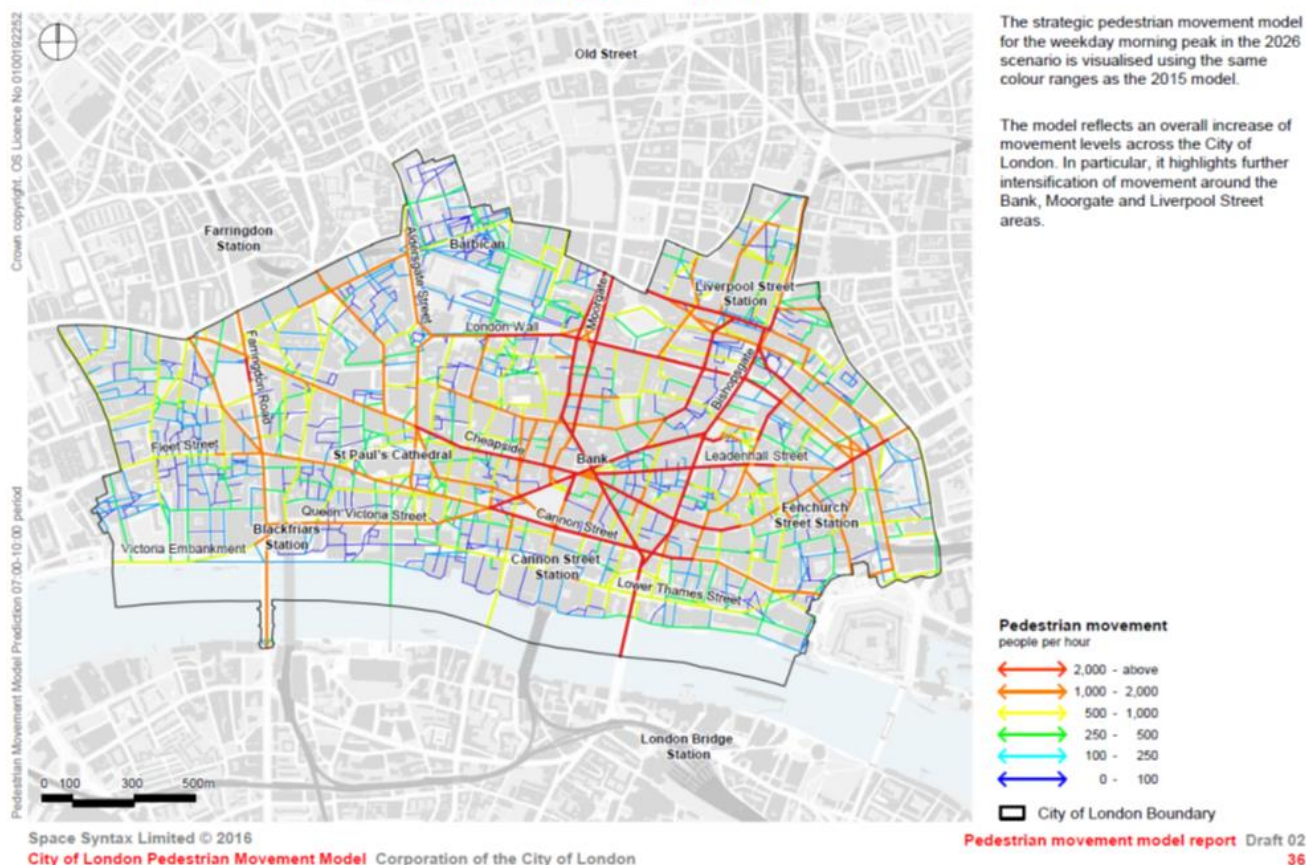 Crown copyright. OS Licence No 0100192252
Pedestrian Movement Model Prediction 07:00-10:00 period
Old Street
Farringdon
Station
Barbican
Aldersgate Street
Moorgate
Liverpool Street
Station
London Wall
Farringdon Road
Bishopsgate
Cheapside
Fleet Street
St Paul's Cathedral
Bank
Leadenhall Street
Queen Victoria Street
Cannon Street
Fenchurch
Street Station
Blackfriars
Station
Victoria Embankment
Cannon Street
Station
Lower Thames Street
London Bridge
Station
0 100 300 500m
The strategic pedestrian movement model
for the weekday morning peak in the 2026
scenario is visualised using the same
colour ranges as the 2015 model.
The model reflects an overall increase of
movement levels across the City of
London. In particular, it highlights further
intensification of movement around the
Bank, Moorgate and Liverpool Street
areas.
Pedestrian movement
people per hour
2,000 - above
1,000 - 2,000
500 - 1,000
250 - 500
100 - 250
0 - 100
City of London Boundary
Space Syntax Limited © 2016
City of London Pedestrian Movement Model Corporation of the City of London
Pedestrian movement model report Draft 02
36